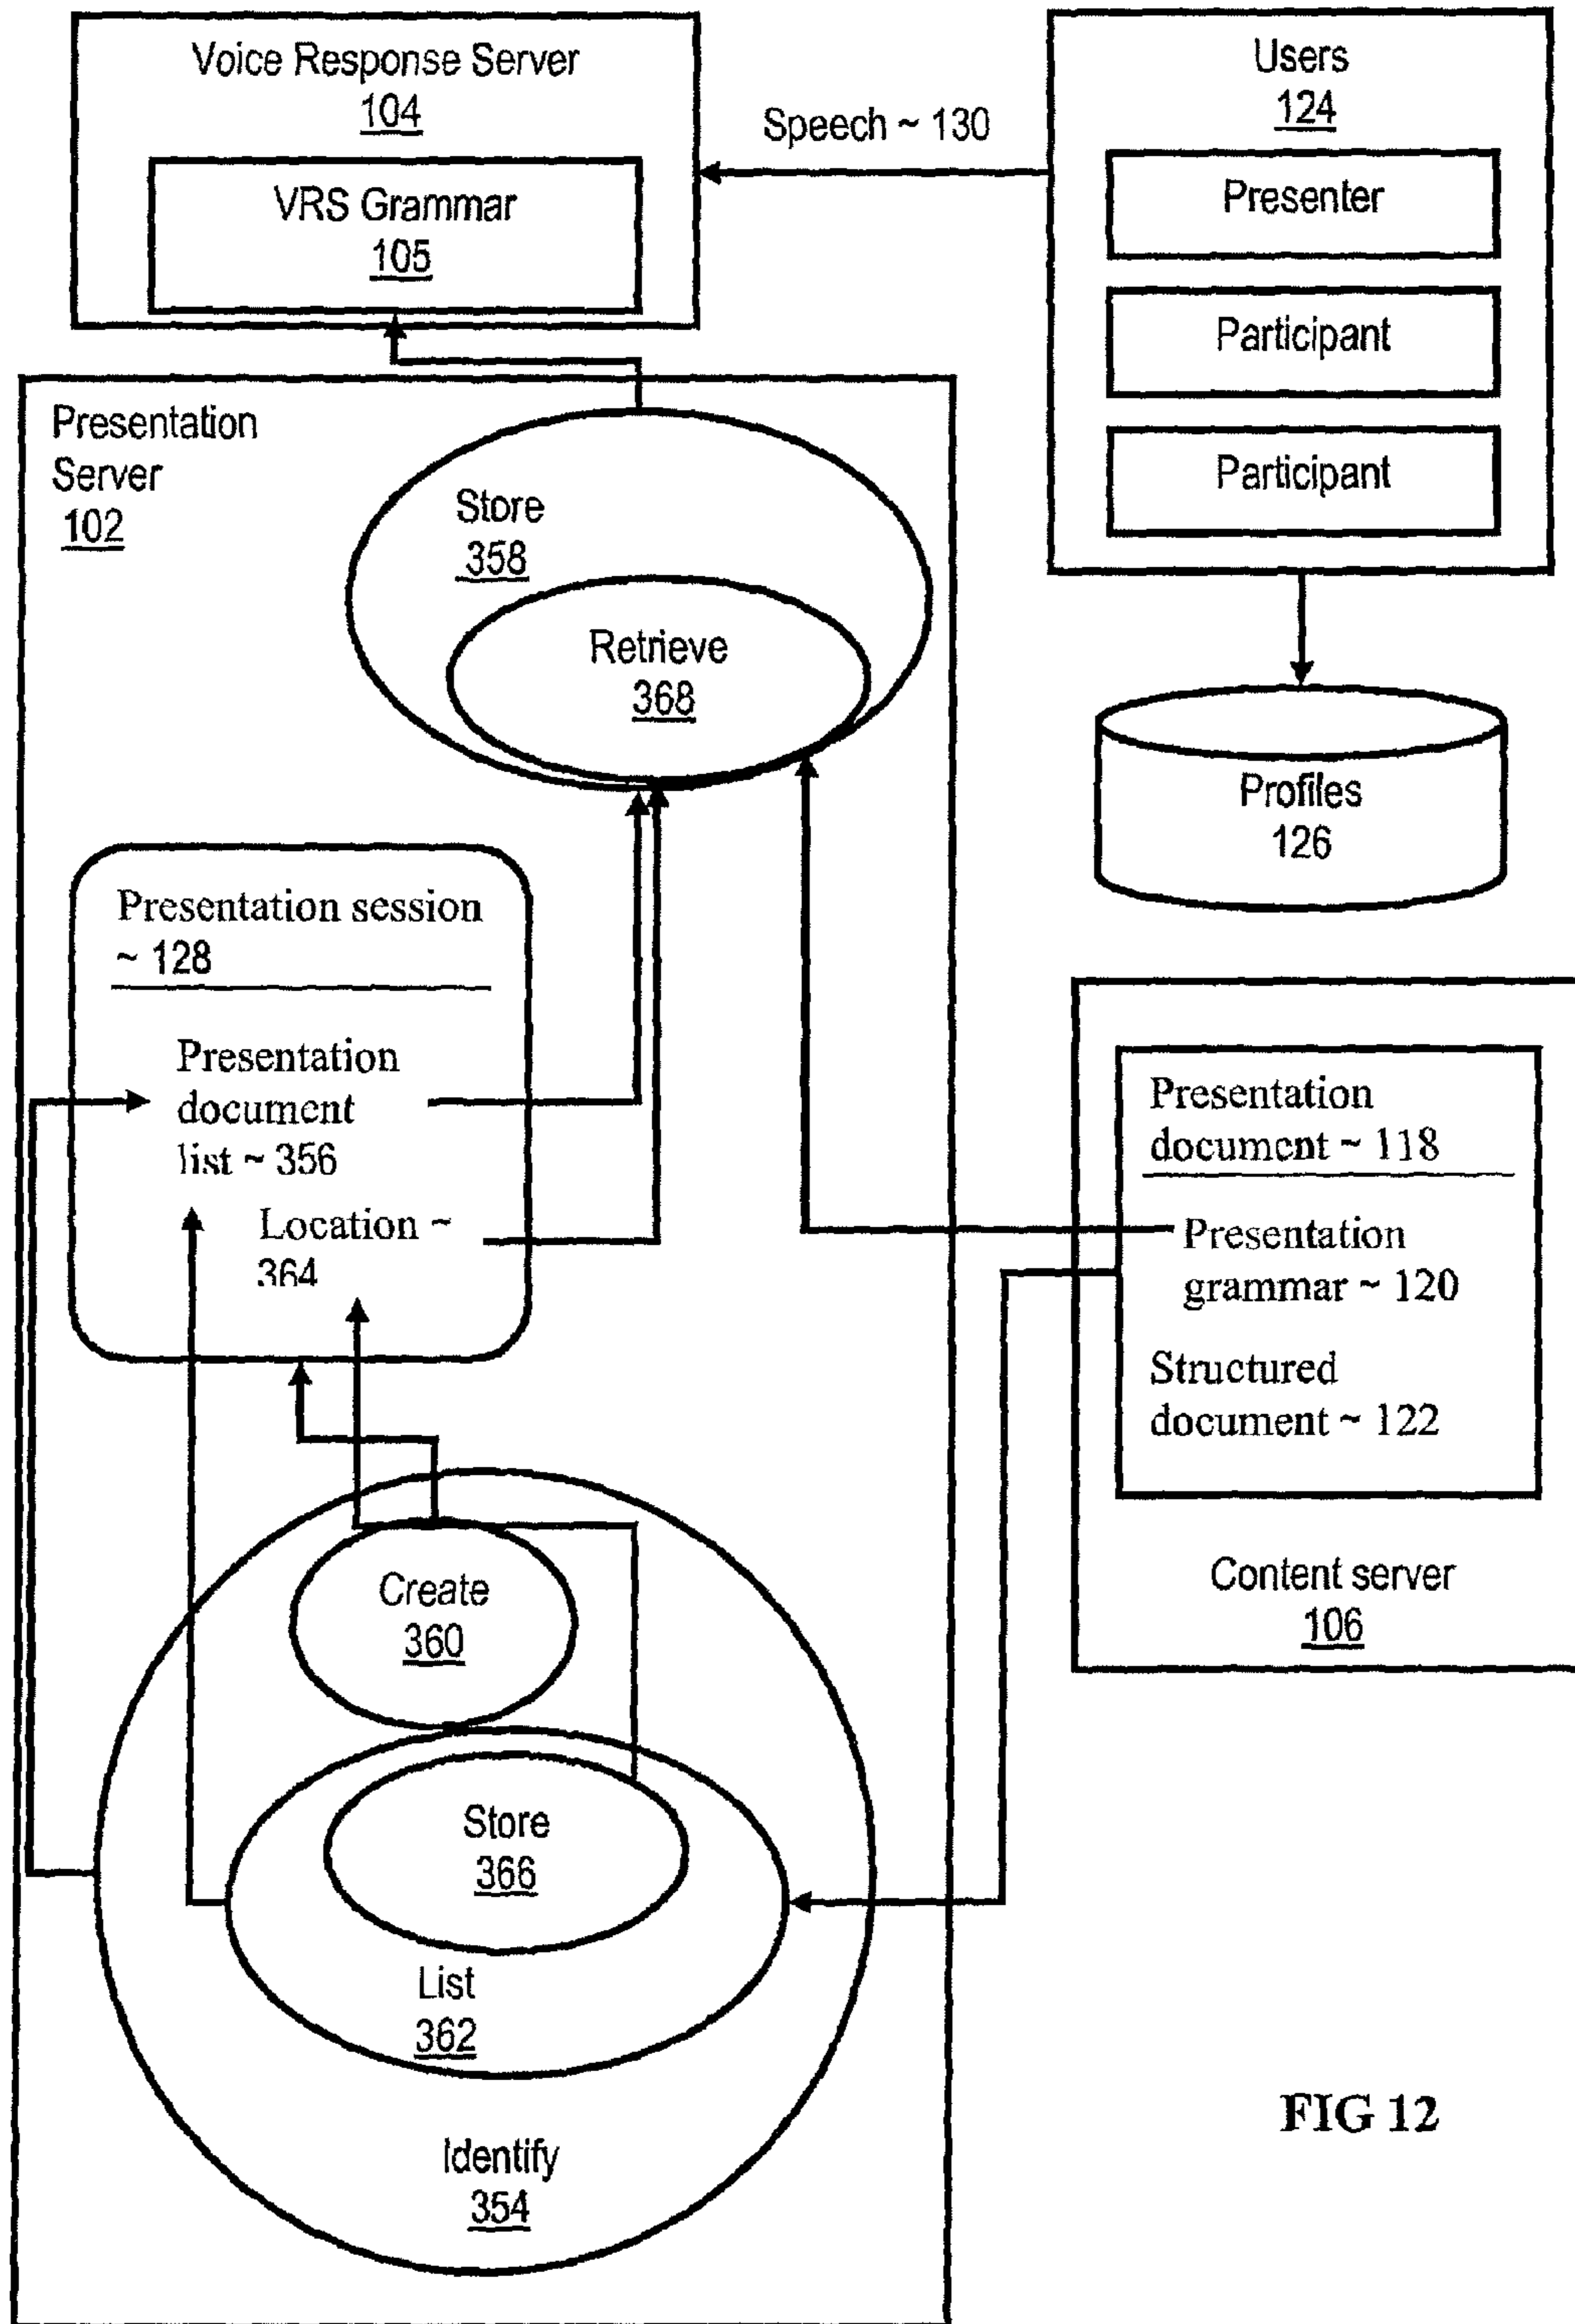 Voice Response Server
104
VRS Grammar
105
Speech ~ 130
Users
124
Presenter
Participant
Participant
Presentation
Server
102
Store
358
Retrieve
368
Profiles
126
Presentation session
~ 128
Presentation
document
list ~ 356
Location ~
364
Presentation
document ~ 118
Presentation
grammar ~ 120
Structured
document ~ 122
Content server
106
Create
360
Store
366
List
362
Identify
354
FIG 12